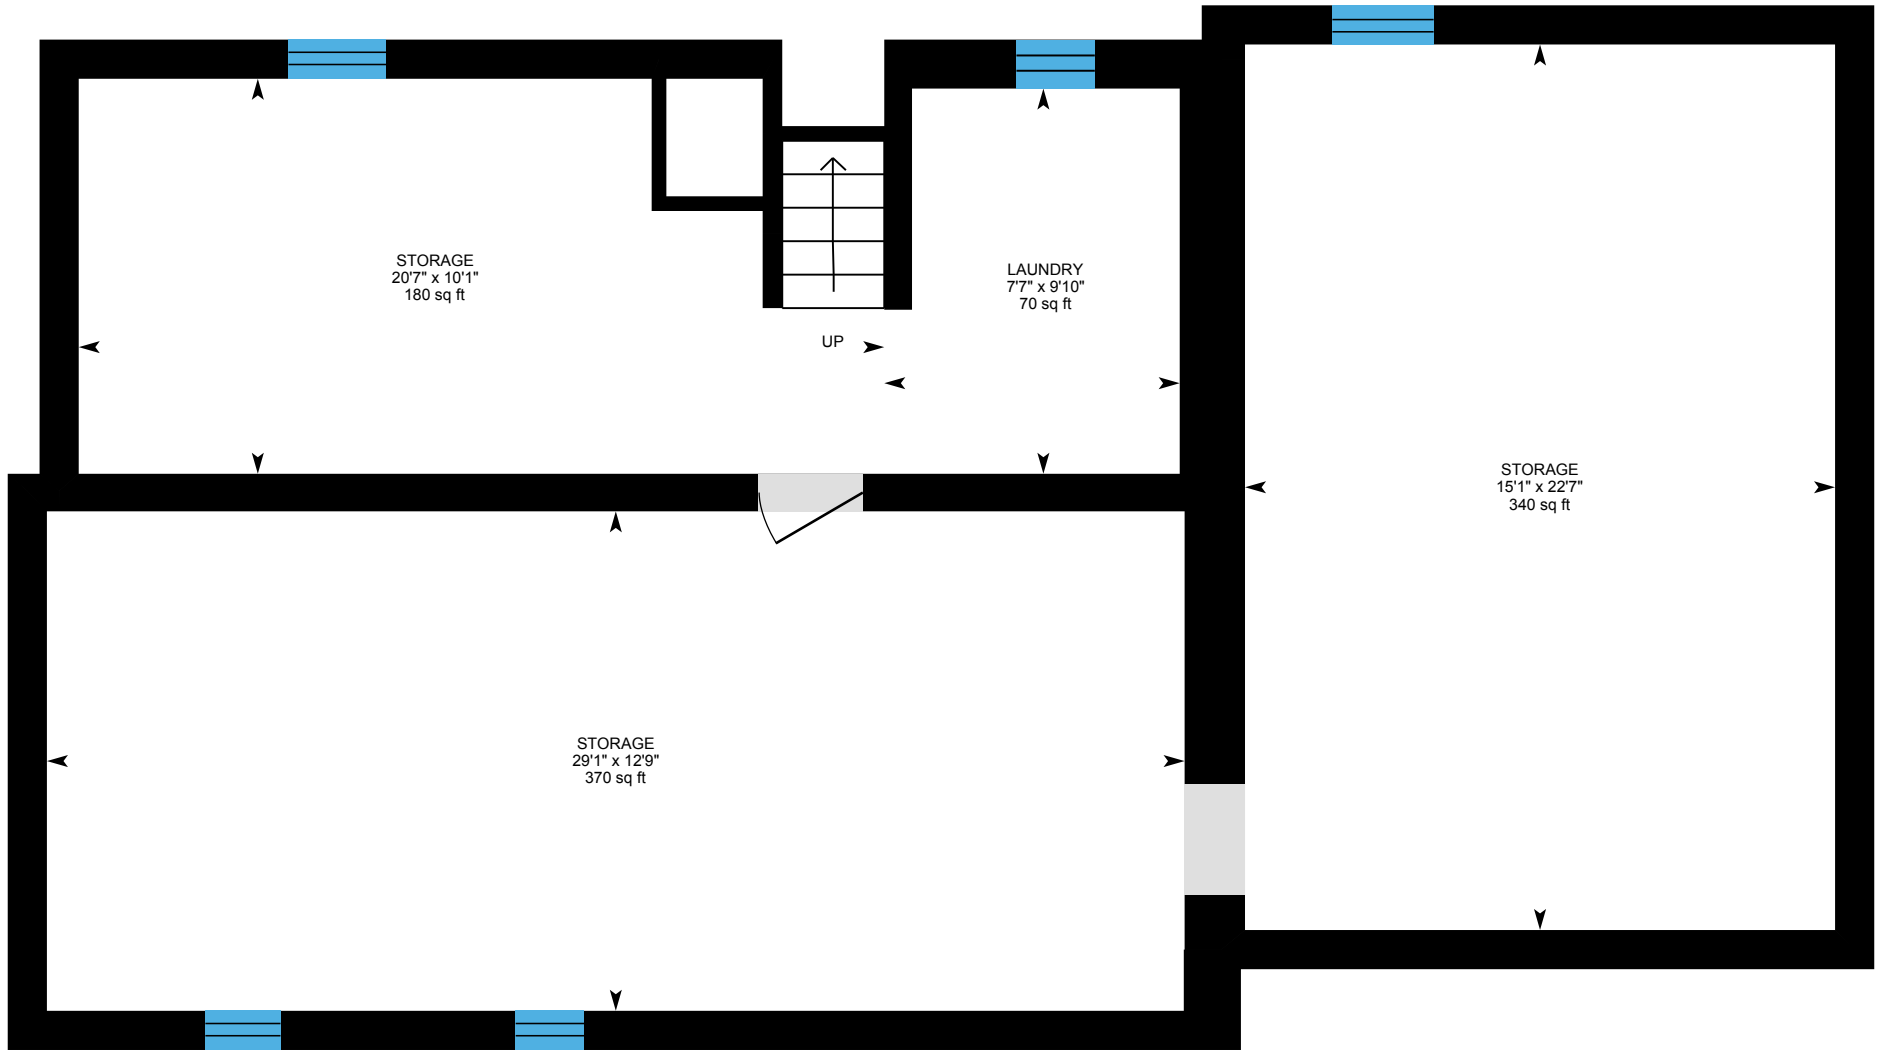 STORAGE
20'7" x 10'1"
180 sq ft
LAUNDRY
7'7" x 9'10"
70 sq ft
UP
STORAGE
15'1" x 22'7"
340 sq ft
STORAGE
29'1" x 12'9"
370 sq ft